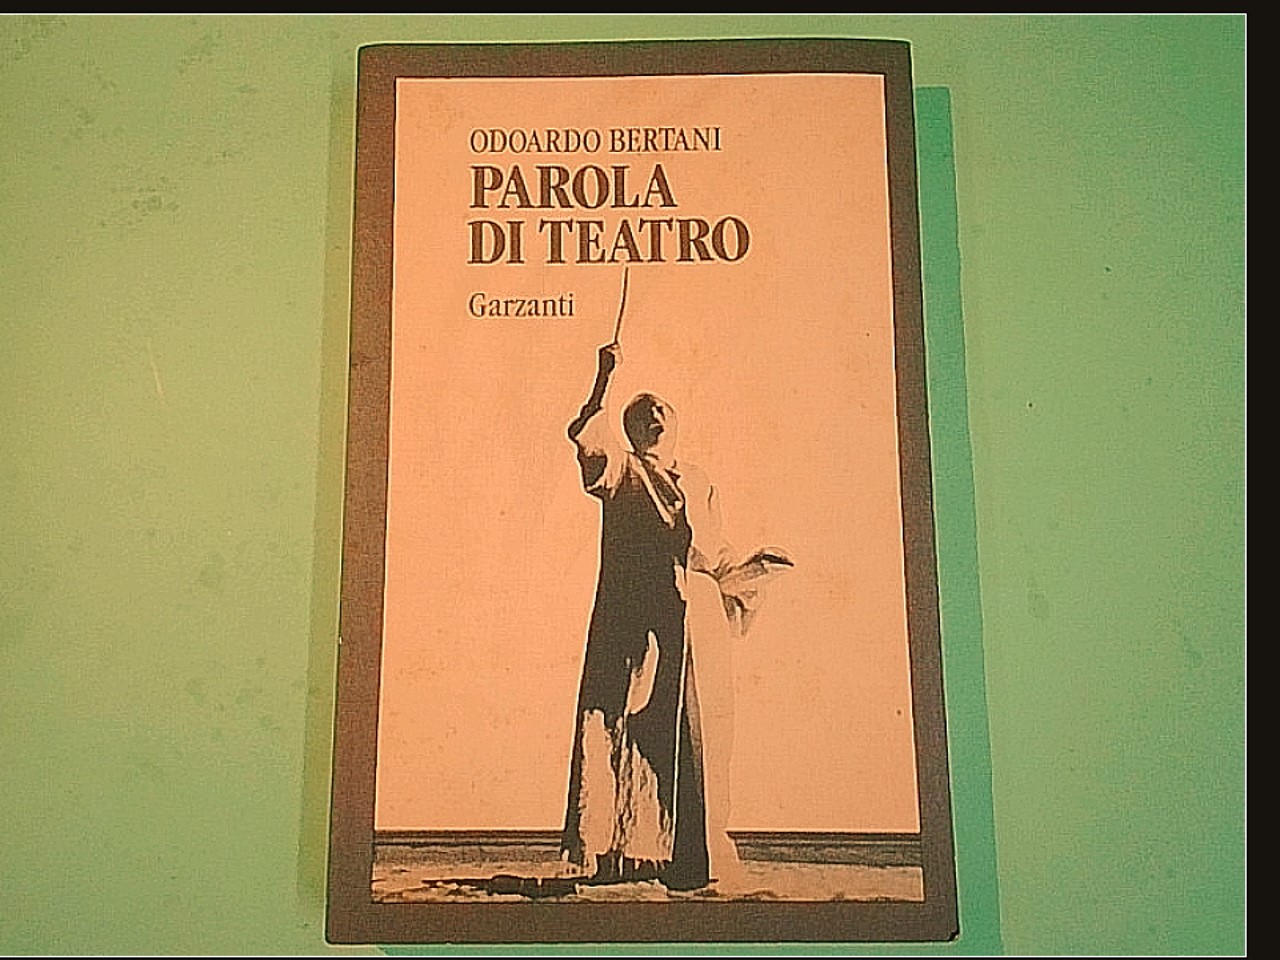 ODOARDO BERTANI
PAROLA
DI TEATRO
Garzanti